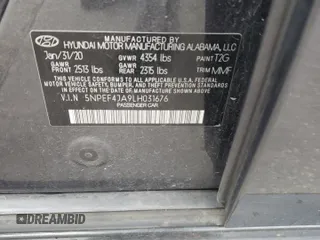 HYUNDAI MOTOR MANUFACTURING ALABAMA, LLC
Jan/31/20 GVWR 4354 lbs PAINT T2G
FRONT GAWR 2513 lbs REAR GAWR 2315 lbs TRIM MMF
THIS VEHICLE CONFORMS TO ALL APPLICABLE U.S.
FEDERAL MOTOR VEHICLE SAFETY, BUMPER, AND
THEFT PREVENTION STANDARDS IN EFFECT ON
THE DATE OF MANUFACTURE SHOWN ABOVE.
V.I.N 5NPEF4JA9LH031676
PASSENGER CAR
DREAMBID